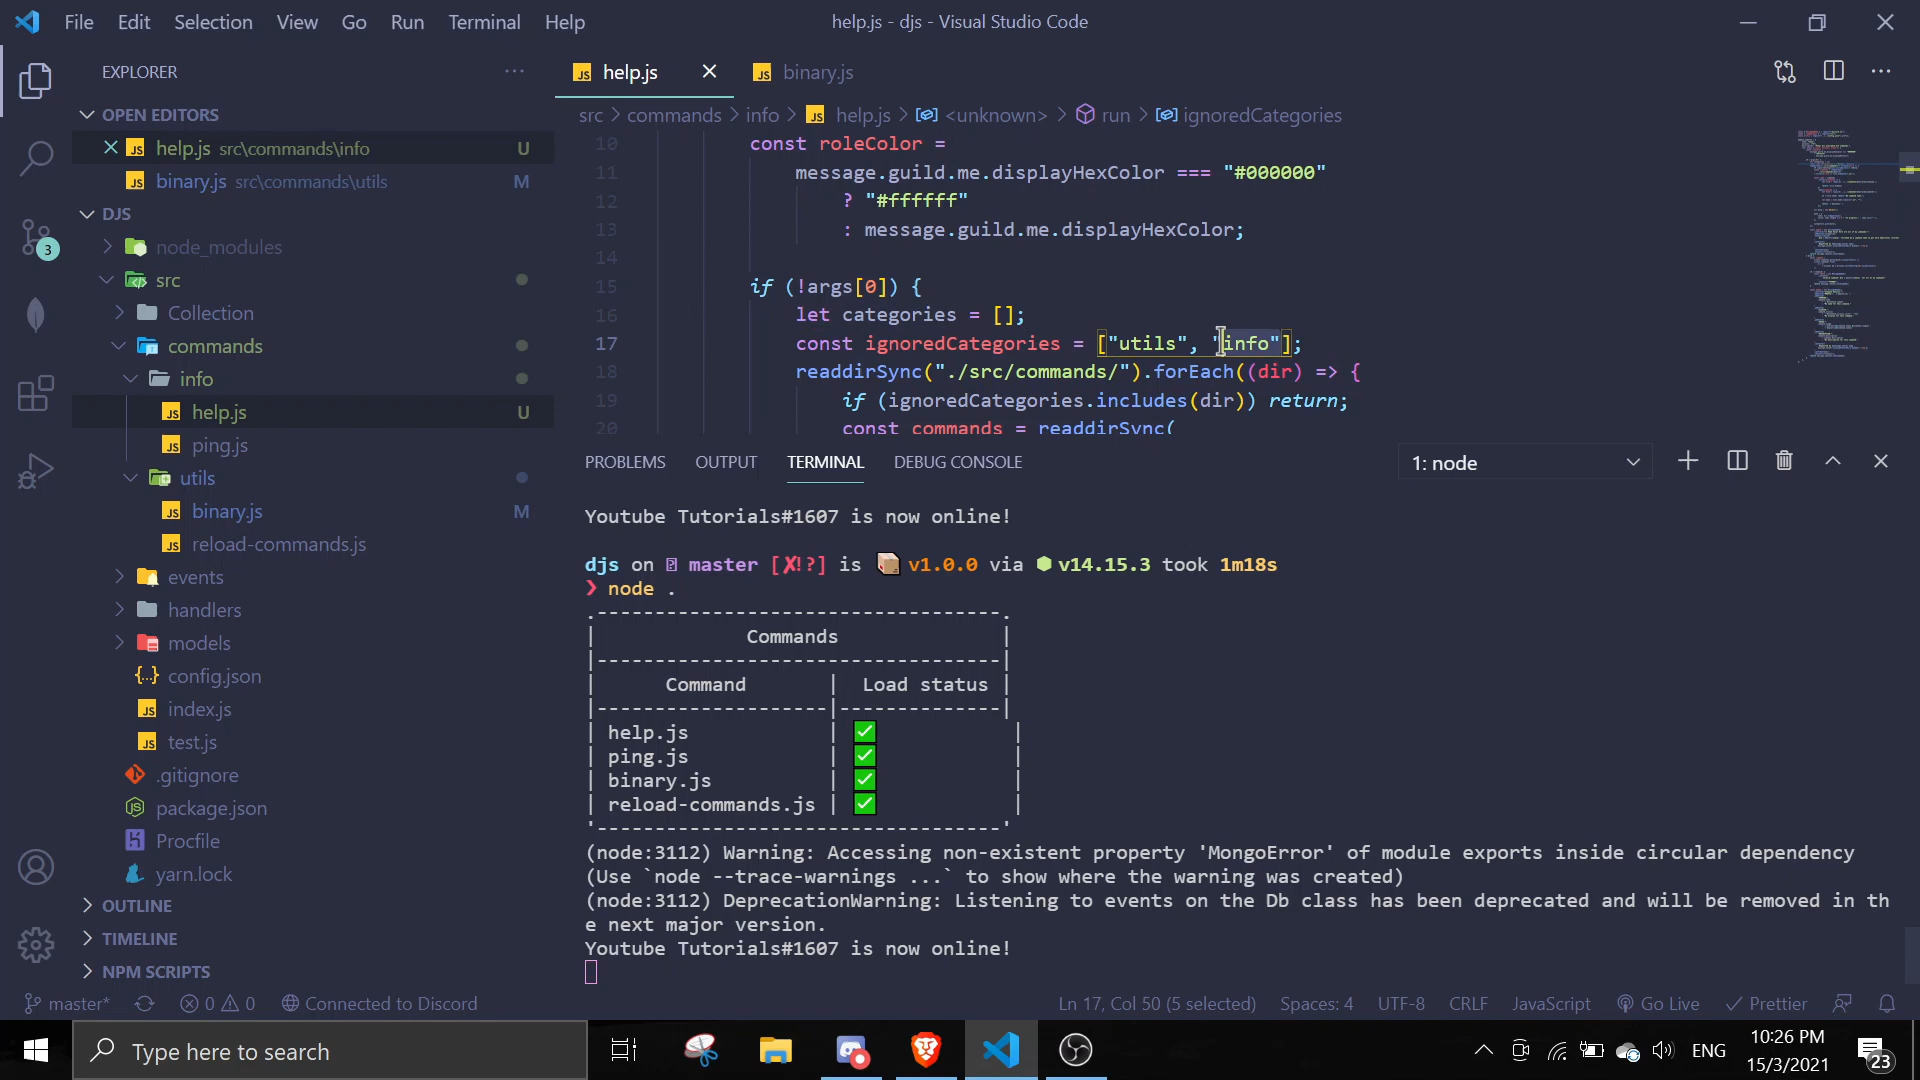 File Edit Selection View Go Run Terminal Help
help.js - djs - Visual Studio Code
EXPLORER
OPEN EDITORS
help.js src\commands\info U
binary.js src\commands\utils M
DJS
node_modules
src
Collection
commands
info
help.js U
ping.js
utils
binary.js M
reload-commands.js
events
handlers
models
config.json
index.js
test.js
.gitignore
package.json
Procfile
yarn.lock
OUTLINE
TIMELINE
NPM SCRIPTS
3
help.js
binary.js
src > commands > info > help.js > <unknown> > run > ignoredCategories
10 const roleColor =
11 message.guild.me.displayHexColor === "#000000"
12 ? "#ffffff"
13 : message.guild.me.displayHexColor;
14
15 if (!args[0]) {
16 let categories = [];
17 const ignoredCategories = ["utils", "info"];
18 readdirSync("./src/commands/").forEach((dir) => {
19 if (ignoredCategories.includes(dir)) return;
20 const commands = readdirSync(
PROBLEMS OUTPUT TERMINAL DEBUG CONSOLE
1: node
Youtube Tutorials#1607 is now online!
djs on master [✘!?] is v1.0.0 via v14.15.3 took 1m18s
❯ node .
.-----------------------------------.
| Commands |
|-----------------------------------|
| Command | Load status |
|--------------------|--------------|
| help.js | ✅ |
| ping.js | ✅ |
| binary.js | ✅ |
| reload-commands.js | ✅ |
'-----------------------------------'
(node:3112) Warning: Accessing non-existent property 'MongoError' of module exports inside circular dependency
(Use `node --trace-warnings ...` to show where the warning was created)
(node:3112) DeprecationWarning: Listening to events on the Db class has been deprecated and will be removed in th
e next major version.
Youtube Tutorials#1607 is now online!
master* 0 0 Connected to Discord
Ln 17, Col 50 (5 selected) Spaces: 4 UTF-8 CRLF JavaScript Go Live Prettier
Type here to search
ENG
10:26 PM
15/3/2021
23